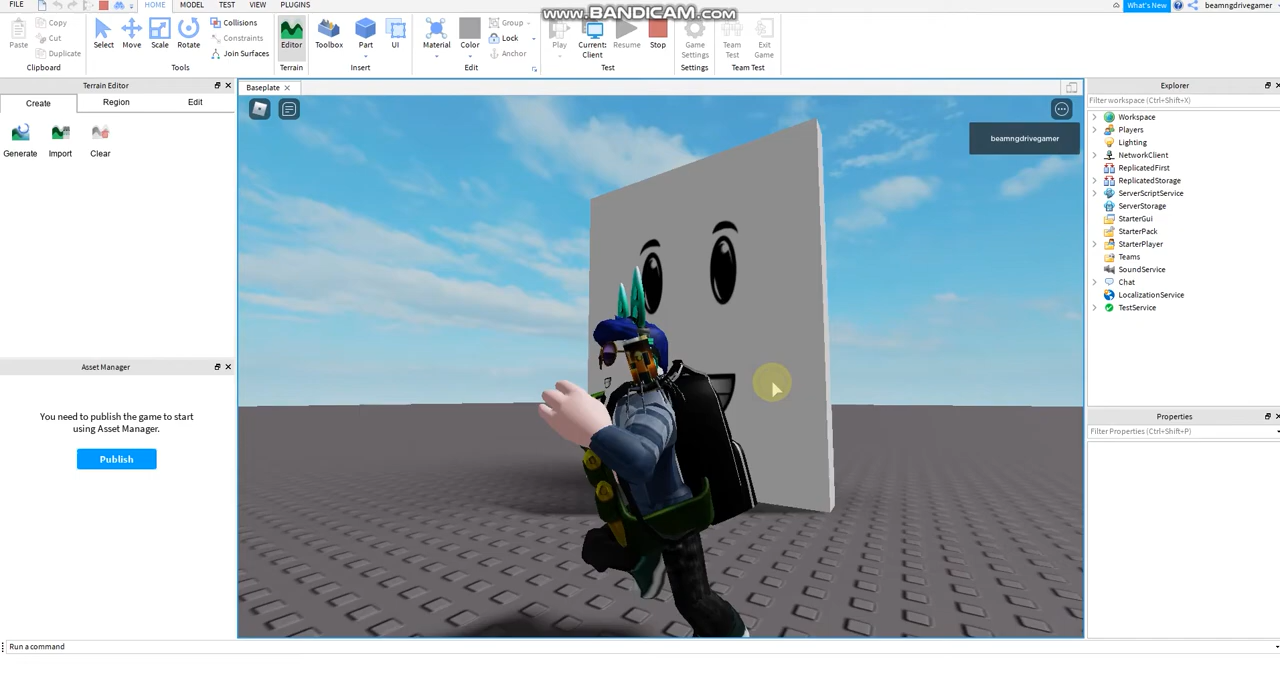 FILE HOME MODEL TEST VIEW PLUGINS
www.BANDICAM.com
What's New beamngdrivegamer
Paste Copy Cut Duplicate
Select Move Scale Rotate Collisions Constraints Join Surfaces
Editor Toolbox Part UI Material Color Group Lock Anchor
Play Current: Client Resume Stop Game Settings Team Test Exit Game
Clipboard Tools Terrain Insert Edit Test Settings Team Test
Terrain Editor
Create Region Edit
Generate Import Clear
Asset Manager
You need to publish the game to start
using Asset Manager.
Publish
Baseplate
beamngdrivegamer
Explorer
Filter workspace (Ctrl+Shift+X)
Workspace
Players
Lighting
NetworkClient
ReplicatedFirst
ReplicatedStorage
ServerScriptService
ServerStorage
StarterGui
StarterPack
StarterPlayer
Teams
SoundService
Chat
LocalizationService
TestService
Properties
Filter Properties (Ctrl+Shift+P)
Run a command